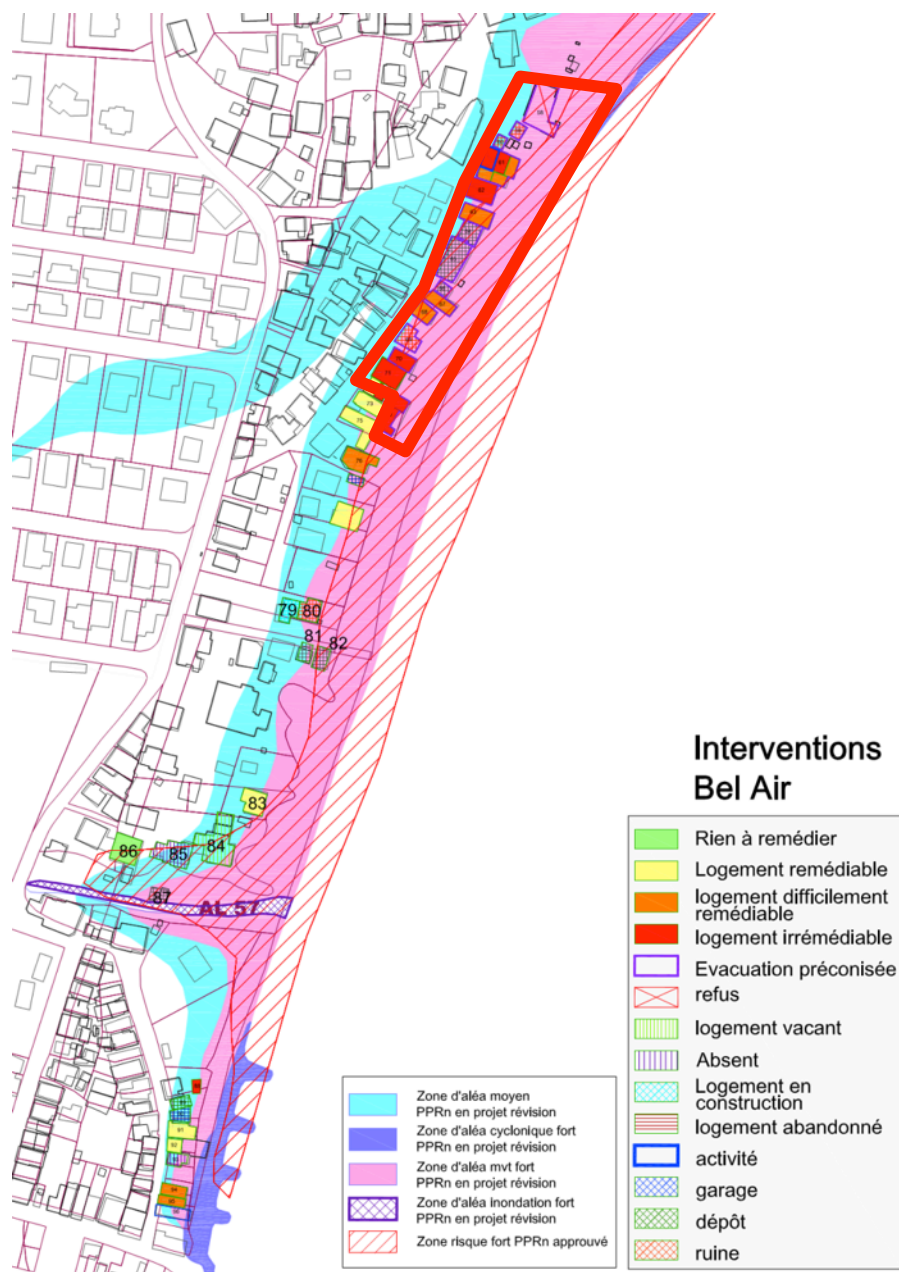 79
80
81
82
83
84
85
86
87
AL 57
Interventions
Bel Air
Rien à remédier
Logement remédiable
logement difficilement
remédiable
logement irrémédiable
Evacuation préconisée
refus
logement vacant
Absent
Logement en
construction
logement abandonné
activité
garage
dépôt
ruine
Zone d'aléa moyen
PPRn en projet révision
Zone d'aléa cyclonique fort
PPRn en projet révision
Zone d'aléa mvt fort
PPRn en projet révision
Zone d'aléa inondation fort
PPRn en projet révision
Zone risque fort PPRn approuvé